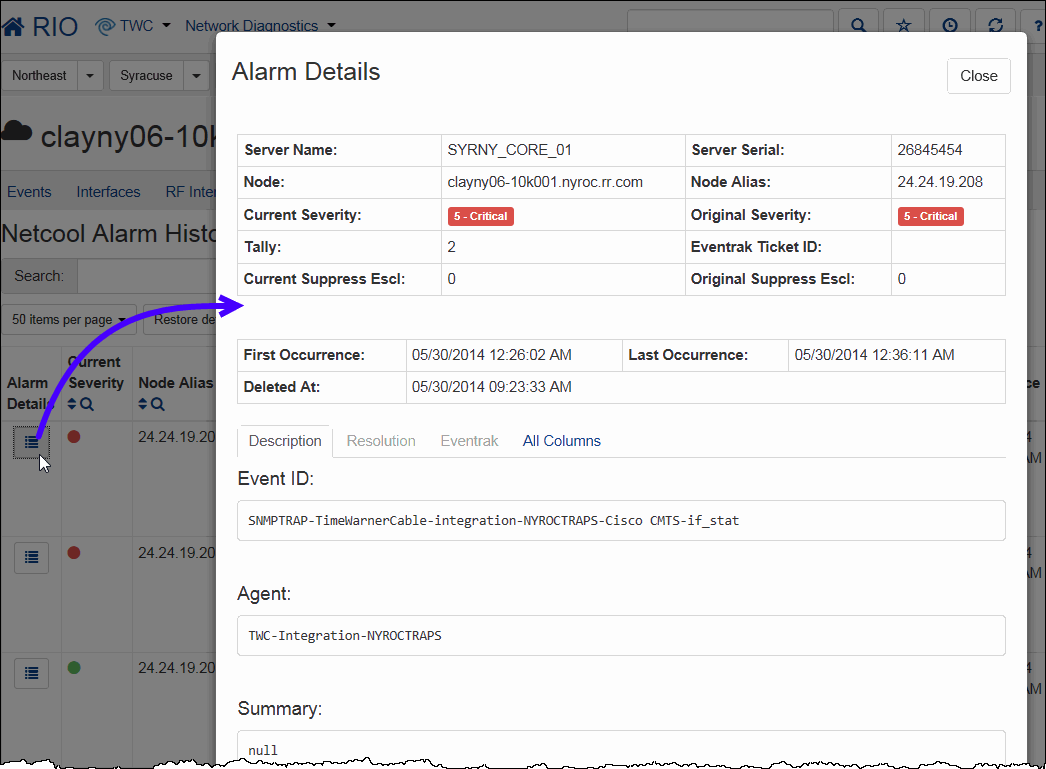 RIO TWC Network Diagnostics ?
Northeast Syracuse
clayny06-10k
Events Interfaces RF Inter
Netcool Alarm Histo
Search:
50 items per page Restore de
Alarm Details
Current Severity
Node Alias
24.24.19.20
24.24.19.20
24.24.19.20
Alarm Details
Close
Server Name: SYRNY_CORE_01 Server Serial: 26845454
Node: clayny06-10k001.nyroc.rr.com Node Alias: 24.24.19.208
Current Severity: 5 - Critical Original Severity: 5 - Critical
Tally: 2 Eventrak Ticket ID:
Current Suppress Escl: 0 Original Suppress Escl: 0
First Occurrence: 05/30/2014 12:26:02 AM Last Occurrence: 05/30/2014 12:36:11 AM
Deleted At: 05/30/2014 09:23:33 AM
Description Resolution Eventrak All Columns
Event ID:
SNMPTRAP-TimeWarnerCable-integration-NYROCTRAPS-Cisco CMTS-if_stat
Agent:
TWC-Integration-NYROCTRAPS
Summary:
null